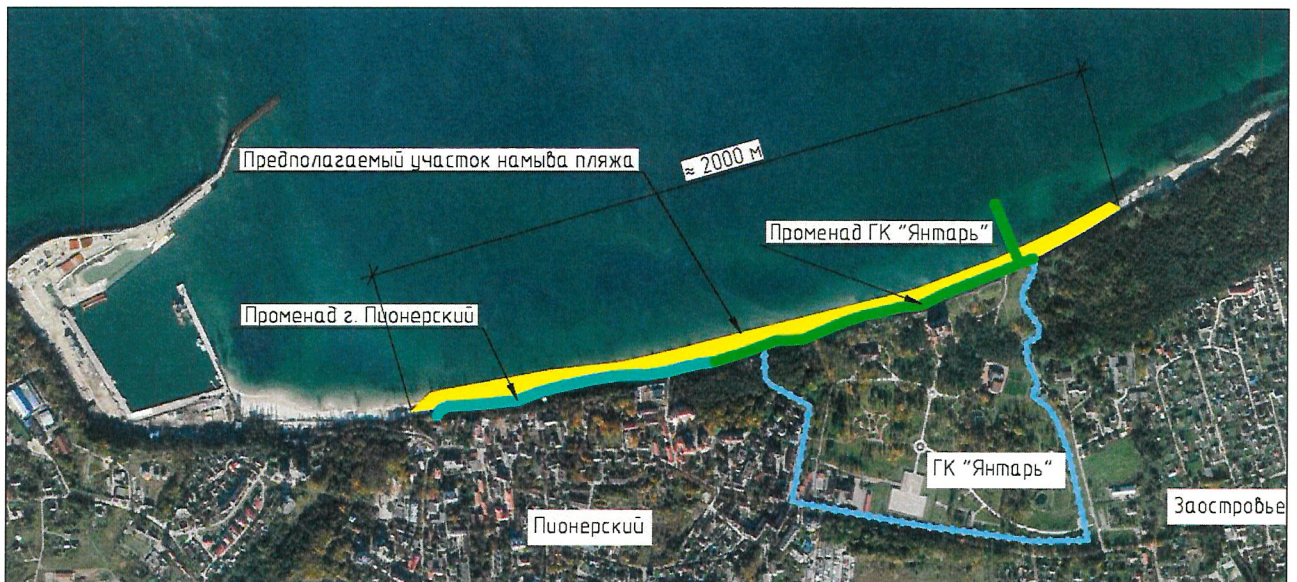 Предполагаемый участок намыва пляжа
≈ 2000 м
Променад ГК "Янтарь"
Променад г. Пионерский
ГК "Янтарь"
Заостровье
Пионерский